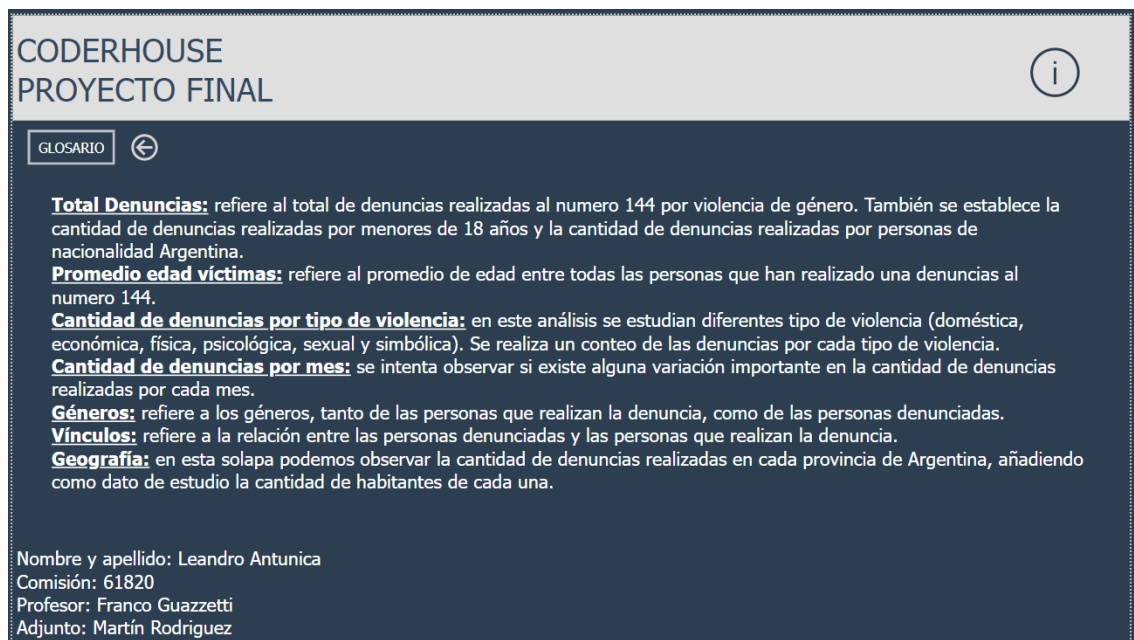 CODERHOUSE
PROYECTO FINAL
i
GLOSARIO
Total Denuncias: refiere al total de denuncias realizadas al numero 144 por violencia de género. También se establece la
cantidad de denuncias realizadas por menores de 18 años y la cantidad de denuncias realizadas por personas de
nacionalidad Argentina.
Promedio edad víctimas: refiere al promedio de edad entre todas las personas que han realizado una denuncias al
numero 144.
Cantidad de denuncias por tipo de violencia: en este análisis se estudian diferentes tipo de violencia (doméstica,
económica, física, psicológica, sexual y simbólica). Se realiza un conteo de las denuncias por cada tipo de violencia.
Cantidad de denuncias por mes: se intenta observar si existe alguna variación importante en la cantidad de denuncias
realizadas por cada mes.
Géneros: refiere a los géneros, tanto de las personas que realizan la denuncia, como de las personas denunciadas.
Vínculos: refiere a la relación entre las personas denunciadas y las personas que realizan la denuncia.
Geografía: en esta solapa podemos observar la cantidad de denuncias realizadas en cada provincia de Argentina, añadiendo
como dato de estudio la cantidad de habitantes de cada una.
Nombre y apellido: Leandro Antunica
Comisión: 61820
Profesor: Franco Guazzetti
Adjunto: Martín Rodriguez